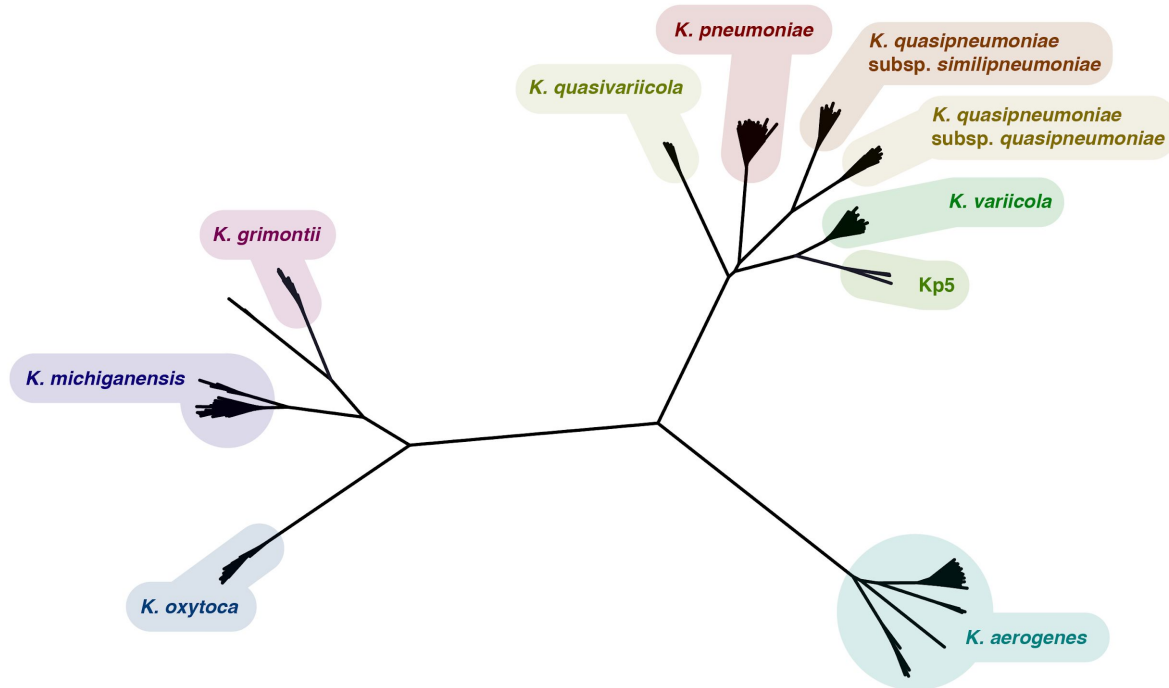 K. pneumoniae
K. quasipneumoniae
subsp. similipneumoniae
K. quasivariicola
K. quasipneumoniae
subsp. quasipneumoniae
K. variicola
K. grimontii
Kp5
K. michiganensis
K. oxytoca
K. aerogenes